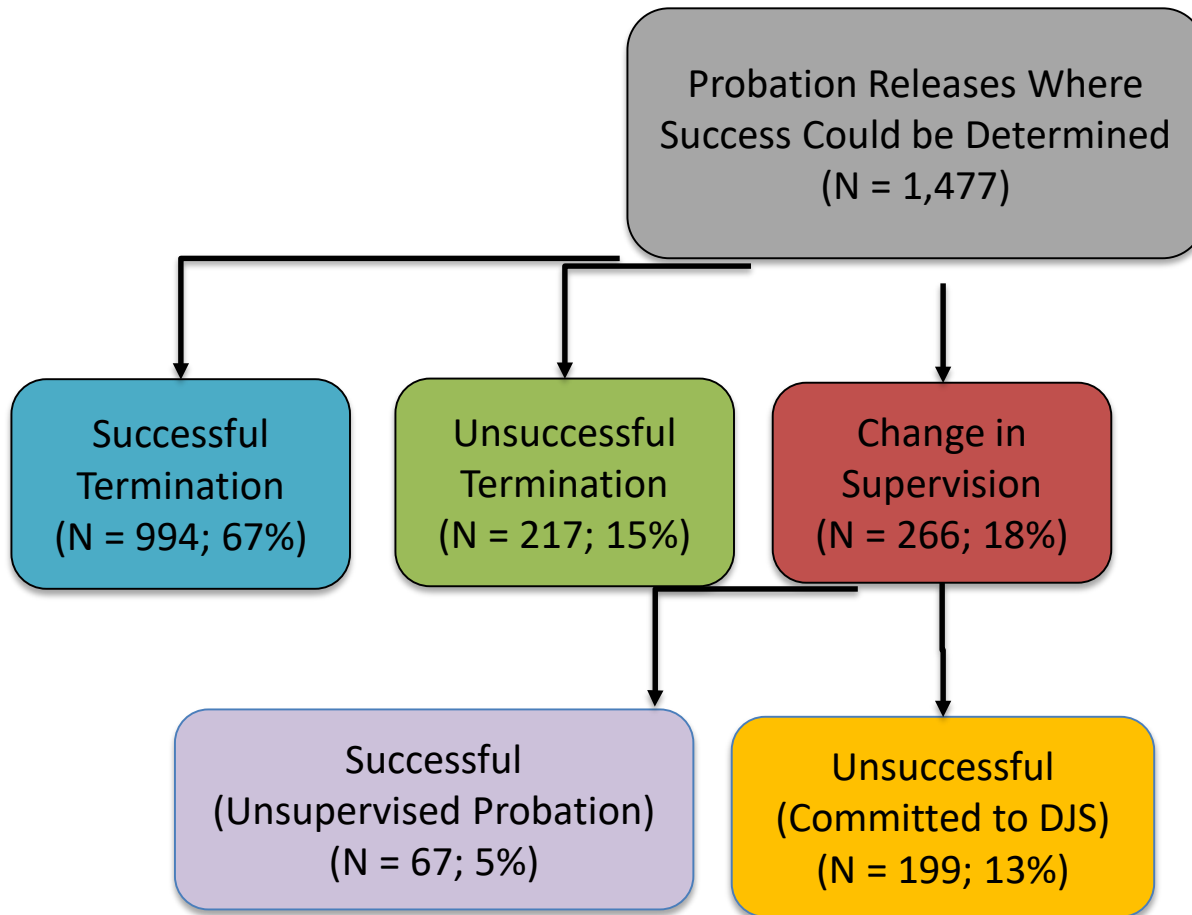 Probation Releases Where
Success Could be Determined
(N = 1,477)
Successful
Termination
(N = 994; 67%)
Unsuccessful
Termination
(N = 217; 15%)
Change in
Supervision
(N = 266; 18%)
Successful
(Unsupervised Probation)
(N = 67; 5%)
Unsuccessful
(Committed to DJS)
(N = 199; 13%)